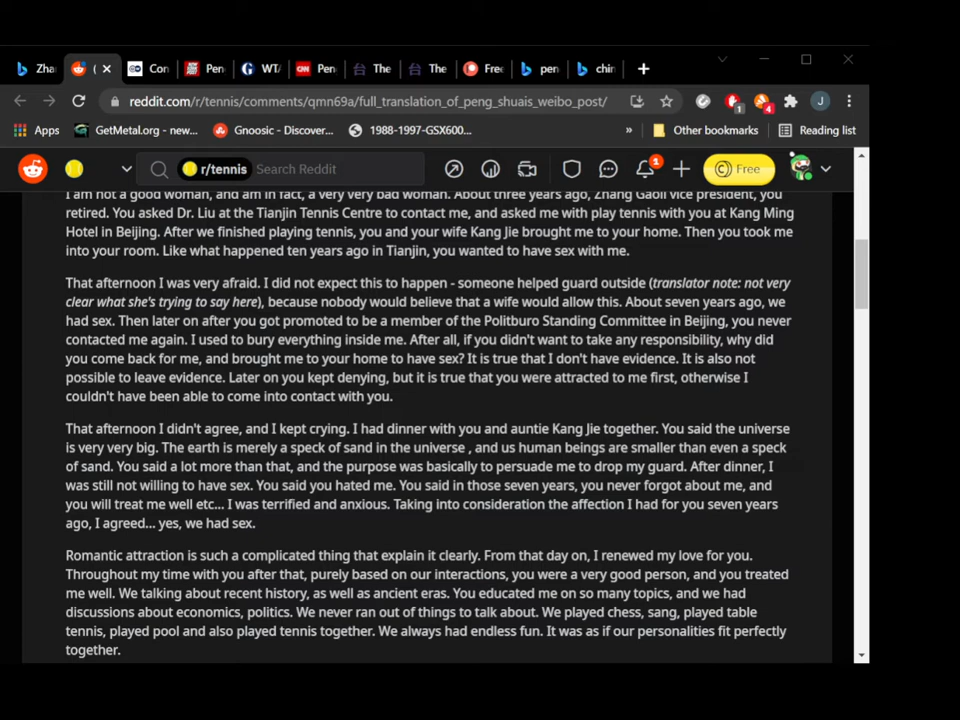 Zha
(
Con
Pen
WT/
Pen
The
The
Free
pen
chin
reddit.com/r/tennis/comments/qmn69a/full_translation_of_peng_shuais_weibo_post/
1
4
J
Apps
GetMetal.org - new...
Gnoosic - Discover...
1988-1997-GSX600...
»
Other bookmarks
Reading list
r/tennis
Search Reddit
1
Free
I am not a good woman, and am in fact, a very very bad woman. About three years ago, Zhang Gaoli vice president, you
retired. You asked Dr. Liu at the Tianjin Tennis Centre to contact me, and asked me with play tennis with you at Kang Ming
Hotel in Beijing. After we finished playing tennis, you and your wife Kang Jie brought me to your home. Then you took me
into your room. Like what happened ten years ago in Tianjin, you wanted to have sex with me.
That afternoon I was very afraid. I did not expect this to happen - someone helped guard outside (translator note: not very
clear what she's trying to say here), because nobody would believe that a wife would allow this. About seven years ago, we
had sex. Then later on after you got promoted to be a member of the Politburo Standing Committee in Beijing, you never
contacted me again. I used to bury everything inside me. After all, if you didn't want to take any responsibility, why did
you come back for me, and brought me to your home to have sex? It is true that I don't have evidence. It is also not
possible to leave evidence. Later on you kept denying, but it is true that you were attracted to me first, otherwise I
couldn't have been able to come into contact with you.
That afternoon I didn't agree, and I kept crying. I had dinner with you and auntie Kang Jie together. You said the universe
is very very big. The earth is merely a speck of sand in the universe , and us human beings are smaller than even a speck
of sand. You said a lot more than that, and the purpose was basically to persuade me to drop my guard. After dinner, I
was still not willing to have sex. You said you hated me. You said in those seven years, you never forgot about me, and
you will treat me well etc... I was terrified and anxious. Taking into consideration the affection I had for you seven years
ago, I agreed... yes, we had sex.
Romantic attraction is such a complicated thing that explain it clearly. From that day on, I renewed my love for you.
Throughout my time with you after that, purely based on our interactions, you were a very good person, and you treated
me well. We talking about recent history, as well as ancient eras. You educated me on so many topics, and we had
discussions about economics, politics. We never ran out of things to talk about. We played chess, sang, played table
tennis, played pool and also played tennis together. We always had endless fun. It was as if our personalities fit perfectly
together.